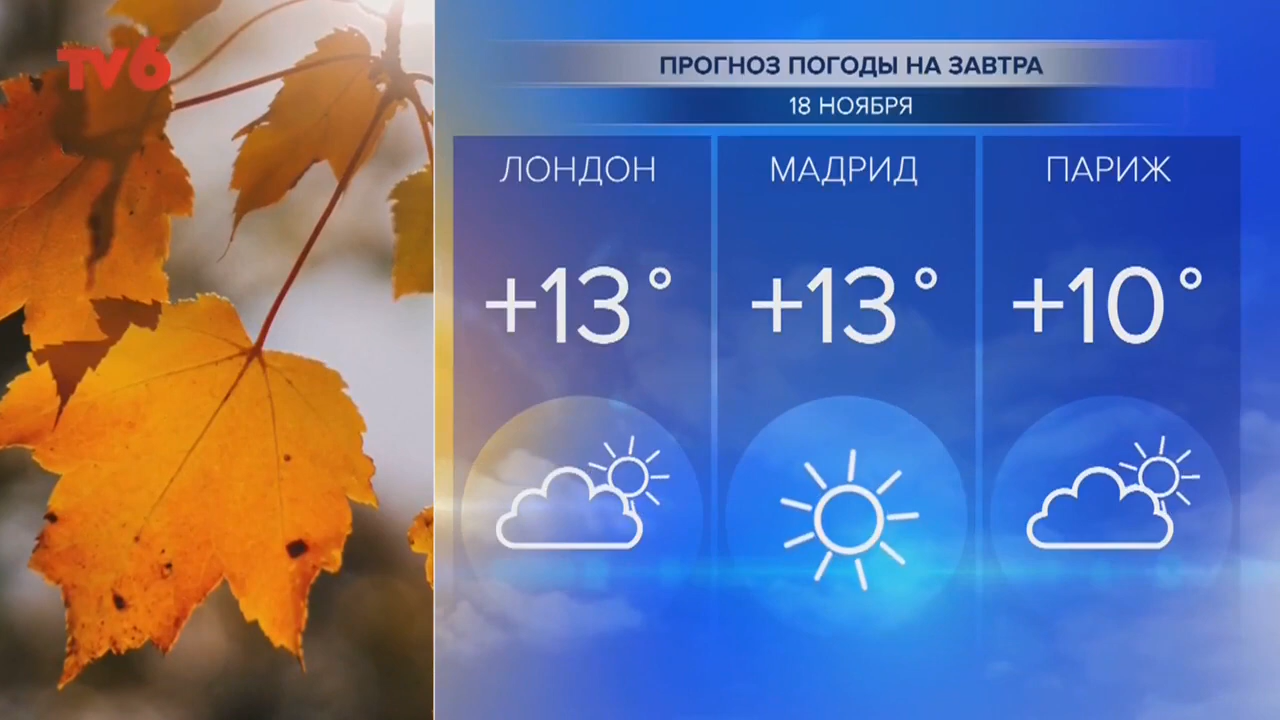 TV6
ПРОГНОЗ ПОГОДЫ НА ЗАВТРА
18 НОЯБРЯ
ЛОНДОН
+13°
МАДРИД
+13°
ПАРИЖ
+10°